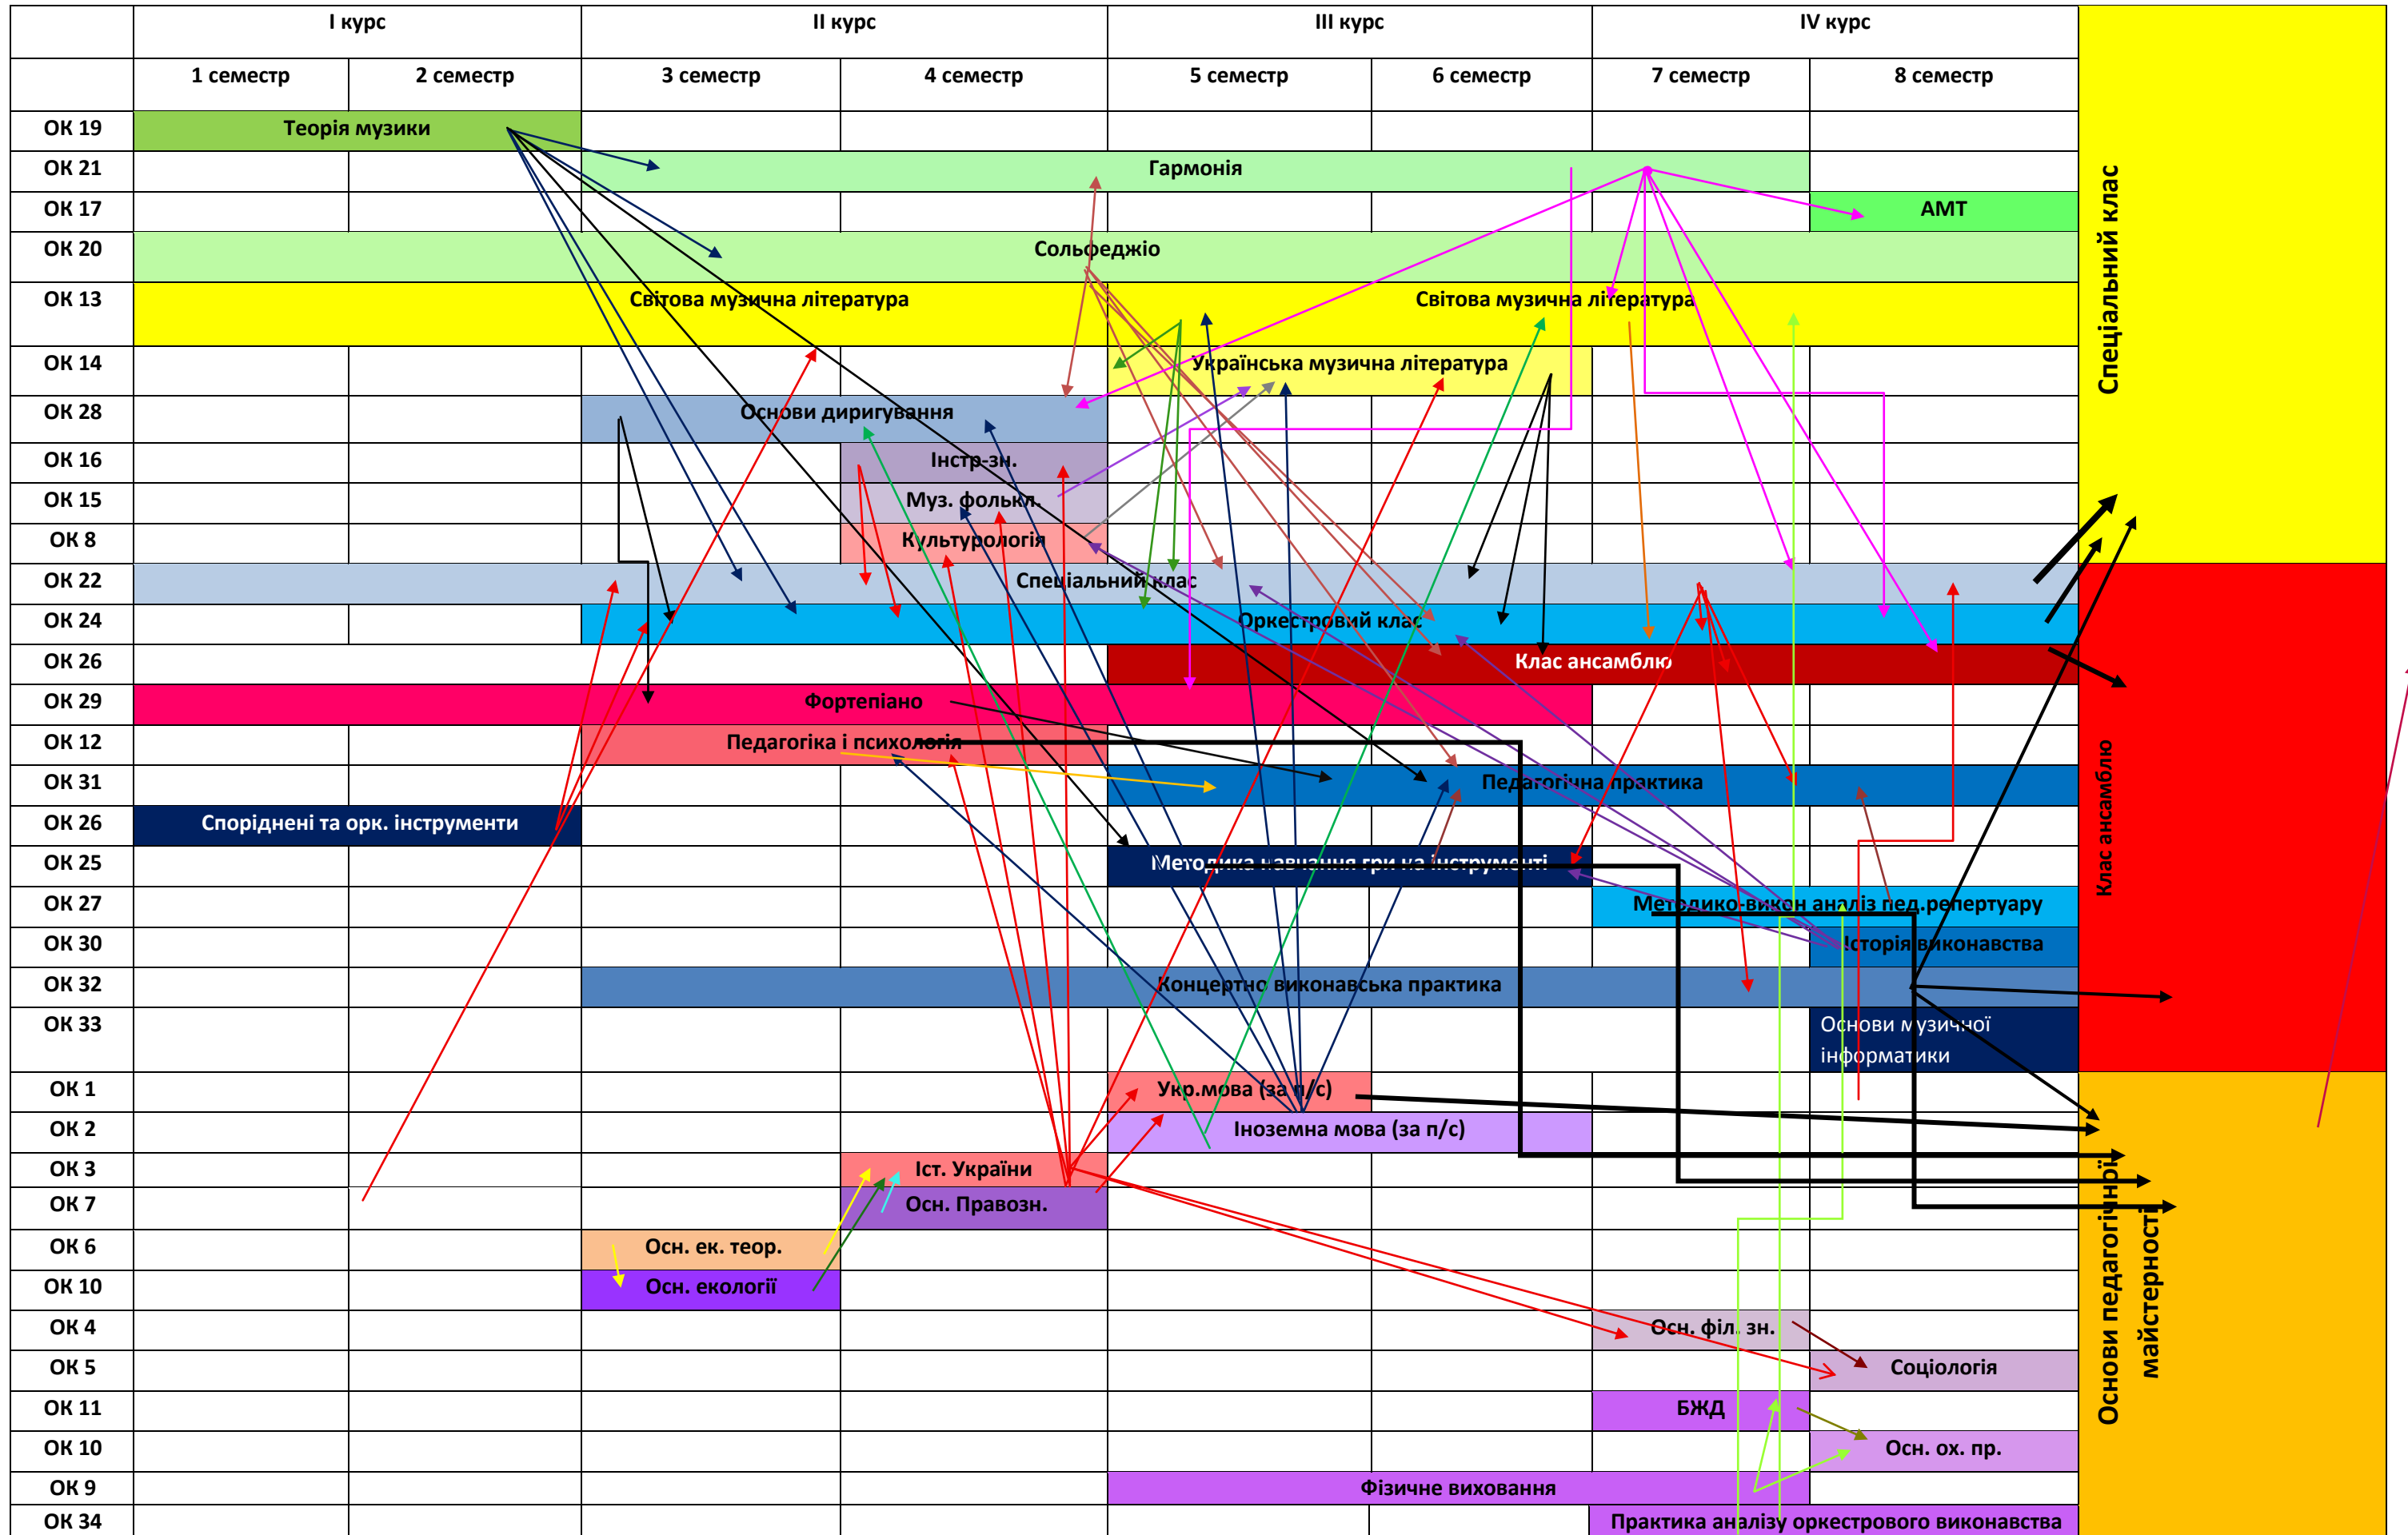 І курс
ІІ курс
ІІІ курс
ІV курс
1 семестр
2 семестр
3 семестр
4 семестр
5 семестр
6 семестр
7 семестр
8 семестр
ОК 19
Теорія музики
ОК 21
Гармонія
ОК 17
АМТ
ОК 20
Сольфеджіо
ОК 13
Світова музична література
Світова музична література
ОК 14
Українська музична література
ОК 28
Основи диригування
ОК 16
Інстр-зн.
ОК 15
Муз. фолькл.
ОК 8
Культурологія
ОК 22
Спеціальний клас
ОК 24
Оркестровий клас
ОК 26
Клас ансамблю
ОК 29
Фортепіано
ОК 12
Педагогіка і психологія
ОК 31
Педагогічна практика
ОК 26
Споріднені та орк. інструменти
ОК 25
Методика навчання гри на інструменті
ОК 27
Методико-викон аналіз пед.репертуару
ОК 30
Історія виконавства
ОК 32
Концертно виконавська практика
ОК 33
Основи музичної
інформатики
ОК 1
Укр.мова (за п/с)
ОК 2
Іноземна мова (за п/с)
ОК 3
Іст. України
ОК 7
Осн. Правозн.
ОК 6
Осн. ек. теор.
ОК 10
Осн. екології
ОК 4
Осн. філ. зн.
ОК 5
Соціологія
ОК 11
БЖД
ОК 10
Осн. ох. пр.
ОК 9
Фізичне виховання
ОК 34
Практика аналізу оркестрового виконавства
Спеціальний клас
Клас ансамблю
Основи педагогічної
майстерності